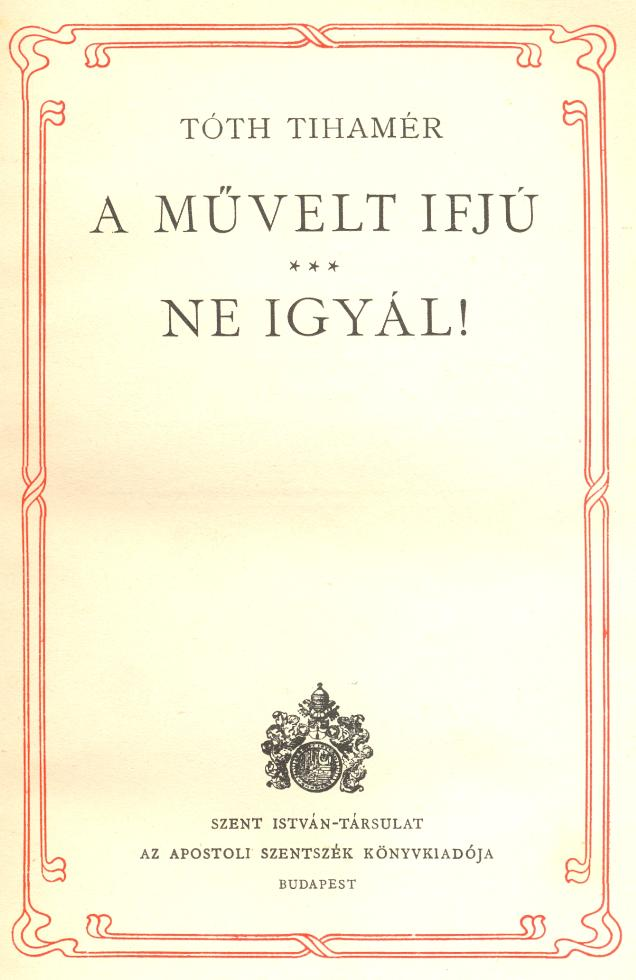 TÓTH TIHAMÉR
A MŰVELT IFJÚ
***
NE IGYÁL!
SZENT ISTVÁN-TÁRSULAT
AZ APOSTOLI SZENTSZÉK KÖNYVKIADÓJA
BUDAPEST